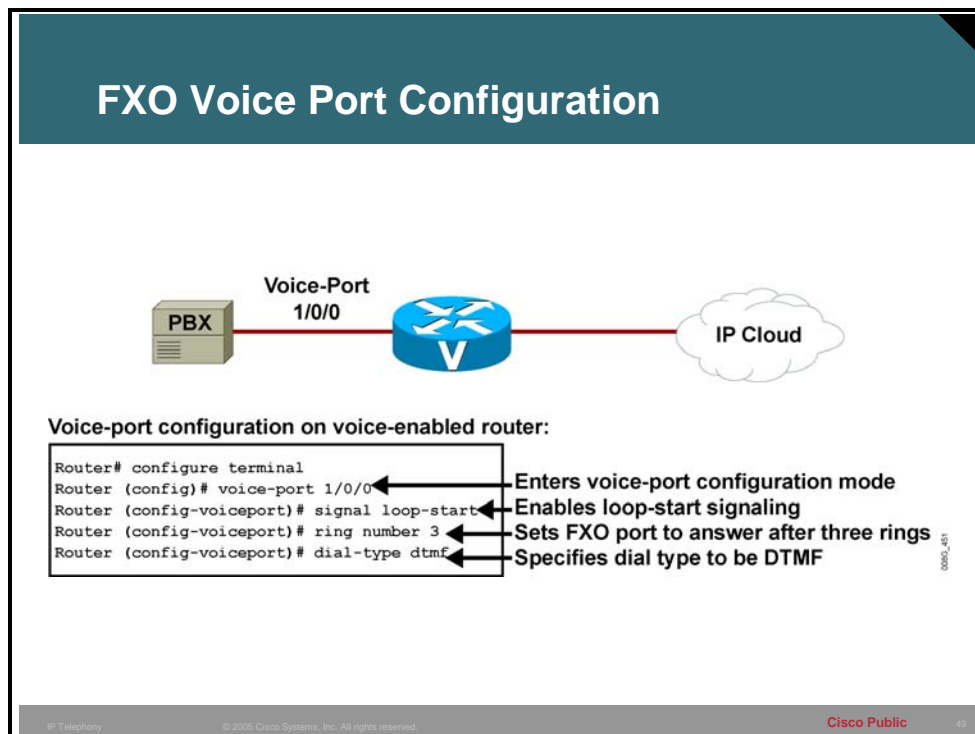 FXO Voice Port Configuration
Voice-Port
1/0/0
PBX
V
IP Cloud
Voice-port configuration on voice-enabled router:
Router# configure terminal
Router (config)# voice-port 1/0/0
Router (config-voiceport)# signal loop-start
Router (config-voiceport)# ring number 3
Router (config-voiceport)# dial-type dtmf
Enters voice-port configuration mode
Enables loop-start signaling
Sets FXO port to answer after three rings
Specifies dial type to be DTMF
008G_451
IP Telephony
© 2005 Cisco Systems, Inc. All rights reserved.
Cisco Public
49